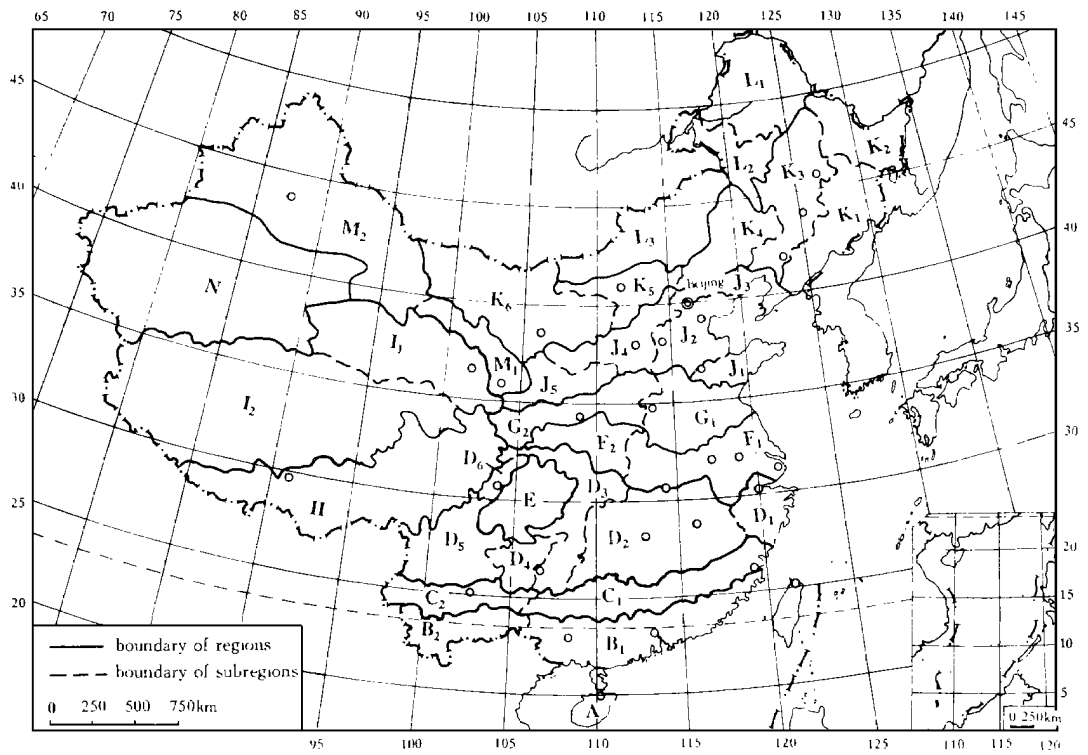 65 70 75 80 85 90 95 100 105 110 115 120 125 130 135 140 145
45
40
35
30
25
20
45
40
35
30
M₂
N
I₁
I₂
H
M₁
K₆
L₃
L₂
K₃
K₂
K₁
K₄
K₅
Beijing
J₃
J₂
J₄
J₁
J₅
G₂
G₁
F₂
F₁
D₆
D₃
E
D₁
D₂
D₅
D₄
C₂
C₁
B₂
B₁
A
boundary of regions
boundary of subregions
0 250 500 750km
20
15
10
5
0 250km
95 100 105 110 115 120 125 110 115 120